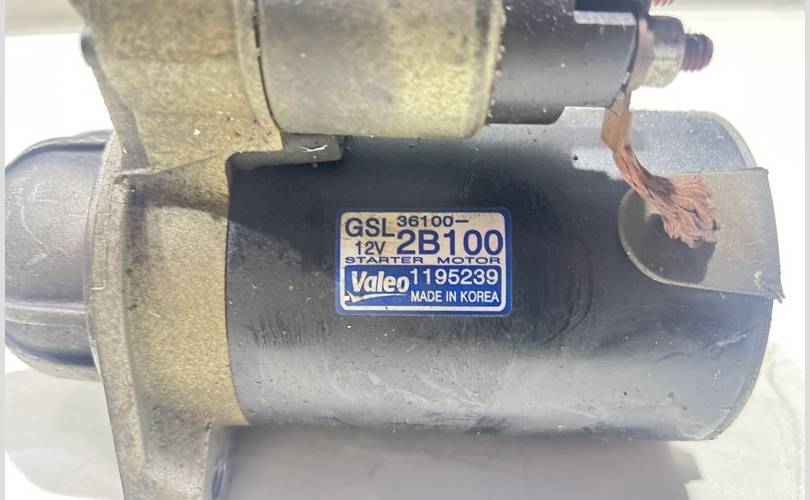 GSL 36100-
12V 2B100
STARTER MOTOR
Valeo 1195239
MADE IN KOREA